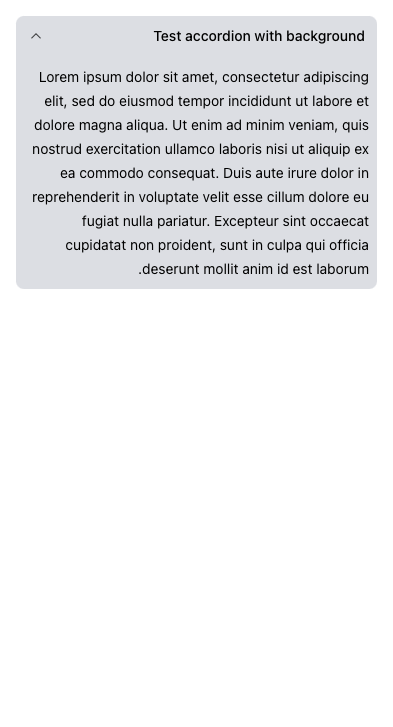 Test accordion with background
Lorem ipsum dolor sit amet, consectetur adipiscing
elit, sed do eiusmod tempor incididunt ut labore et
dolore magna aliqua. Ut enim ad minim veniam, quis
nostrud exercitation ullamco laboris nisi ut aliquip ex
ea commodo consequat. Duis aute irure dolor in
reprehenderit in voluptate velit esse cillum dolore eu
fugiat nulla pariatur. Excepteur sint occaecat
cupidatat non proident, sunt in culpa qui officia
.deserunt mollit anim id est laborum